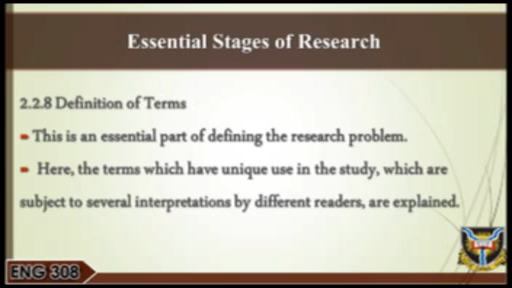 Essential Stages of Research
2.2.8 Definition of Terms
This is an essential part of defining the research problem.
Here, the terms which have unique use in the study, which are
subject to several interpretations by different readers, are explained.
ENG 308